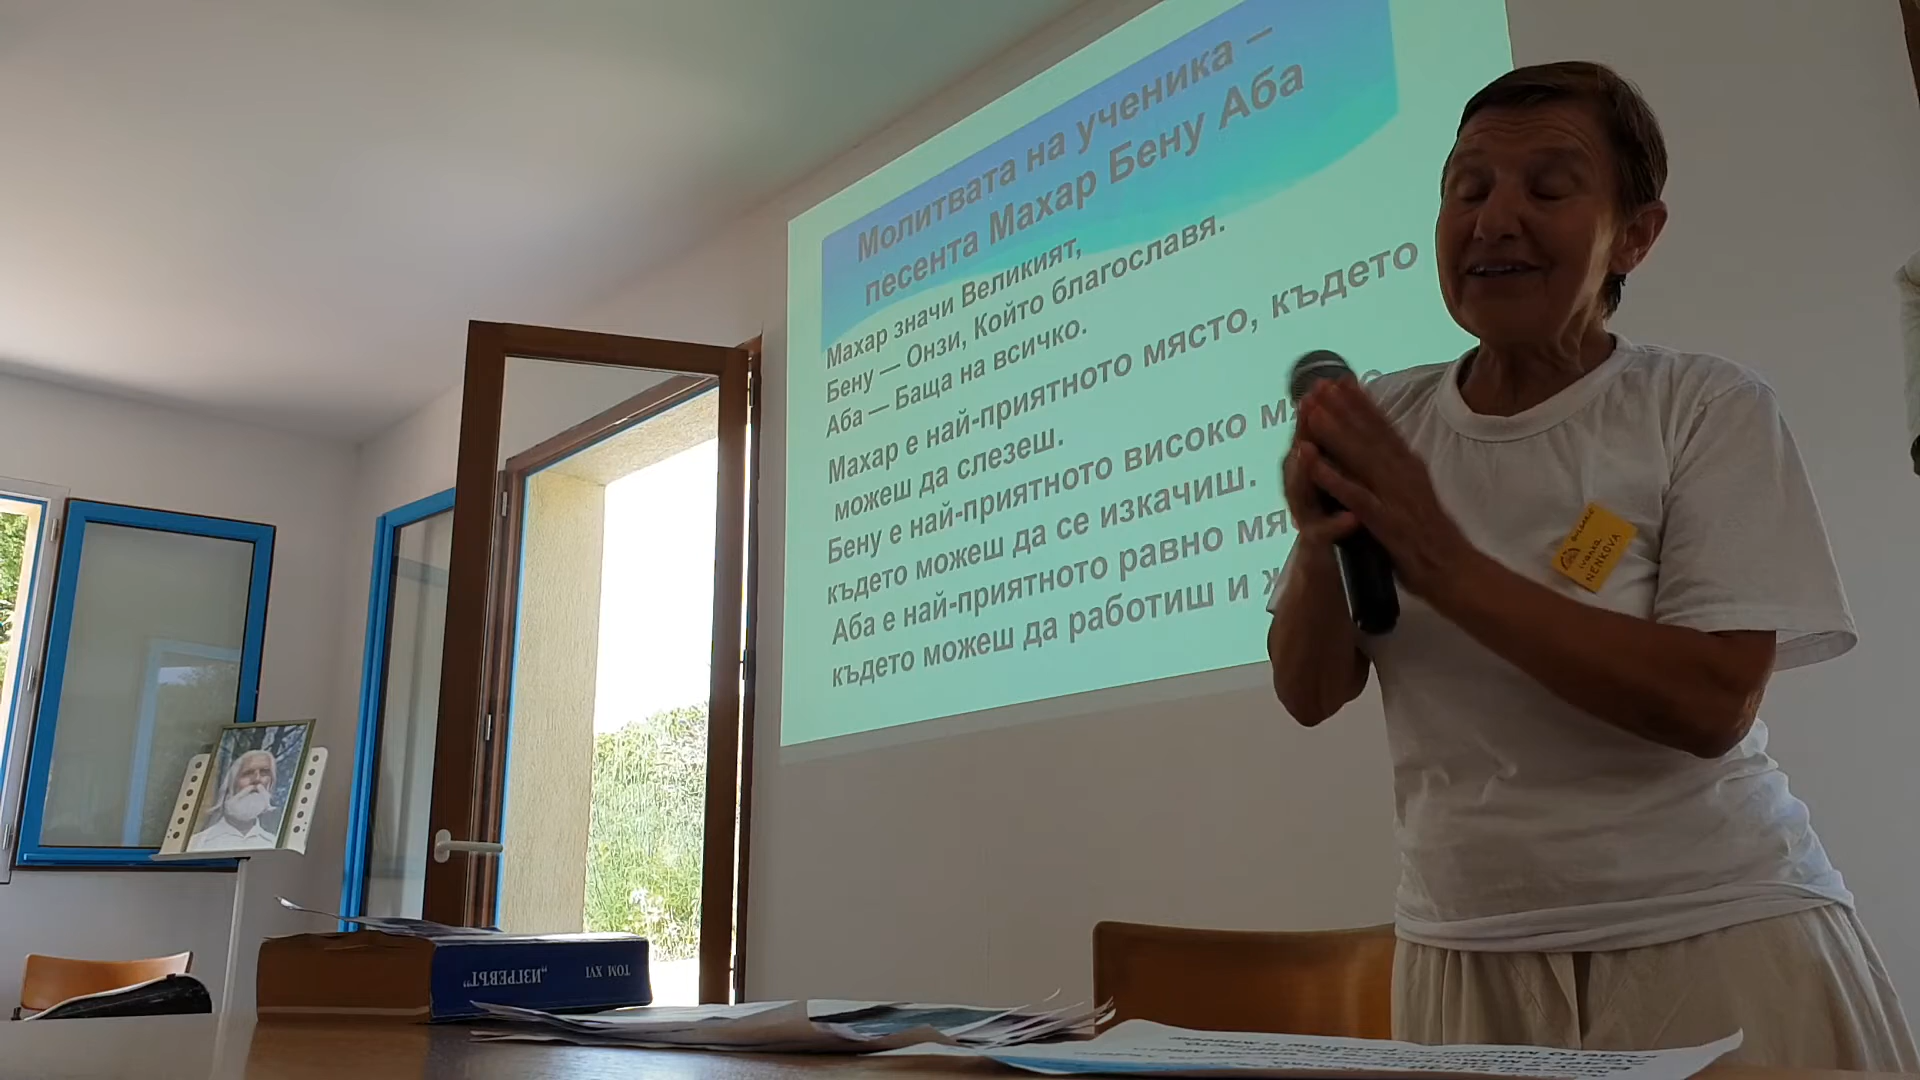 Молитвата на ученика –
песента Махар Бену Аба
Махар значи Великият,
Бену — Онзи, Който благославя.
Аба — Баща на всичко.
Махар е най-приятното място, където
можеш да слезеш.
Бену е най-приятното високо
където можеш да се изкачиш.
Аба е най-приятното равно
където можеш да работиш и
Ivanka
NENKOVA
"ИЗГРЕВЪТ" ТОМ XVI